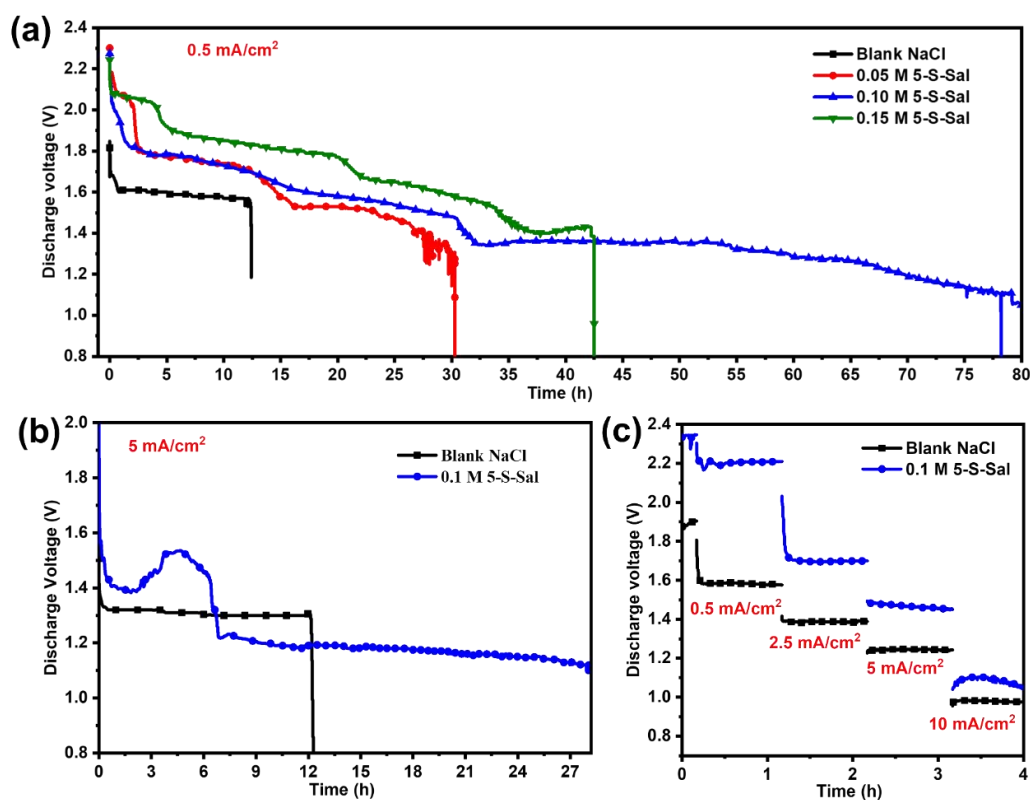 (a)
0.5 mA/cm²
Blank NaCl
0.05 M 5-S-Sal
0.10 M 5-S-Sal
0.15 M 5-S-Sal
Discharge voltage (V)
2.4
2.2
2.0
1.8
1.6
1.4
1.2
1.0
0.8
0 5 10 15 20 25 30 35 40 45 50 55 60 65 70 75 80
Time (h)
(b)
5 mA/cm²
Blank NaCl
0.1 M 5-S-Sal
Discharge Voltage (V)
2.0
1.8
1.6
1.4
1.2
1.0
0.8
0 3 6 9 12 15 18 21 24 27
Time (h)
(c)
Blank NaCl
0.1 M 5-S-Sal
Discharge voltage (V)
2.4
2.2
2.0
1.8
1.6
1.4
1.2
1.0
0.8
0.5 mA/cm²
2.5 mA/cm²
5 mA/cm²
10 mA/cm²
0 1 2 3 4
Time (h)